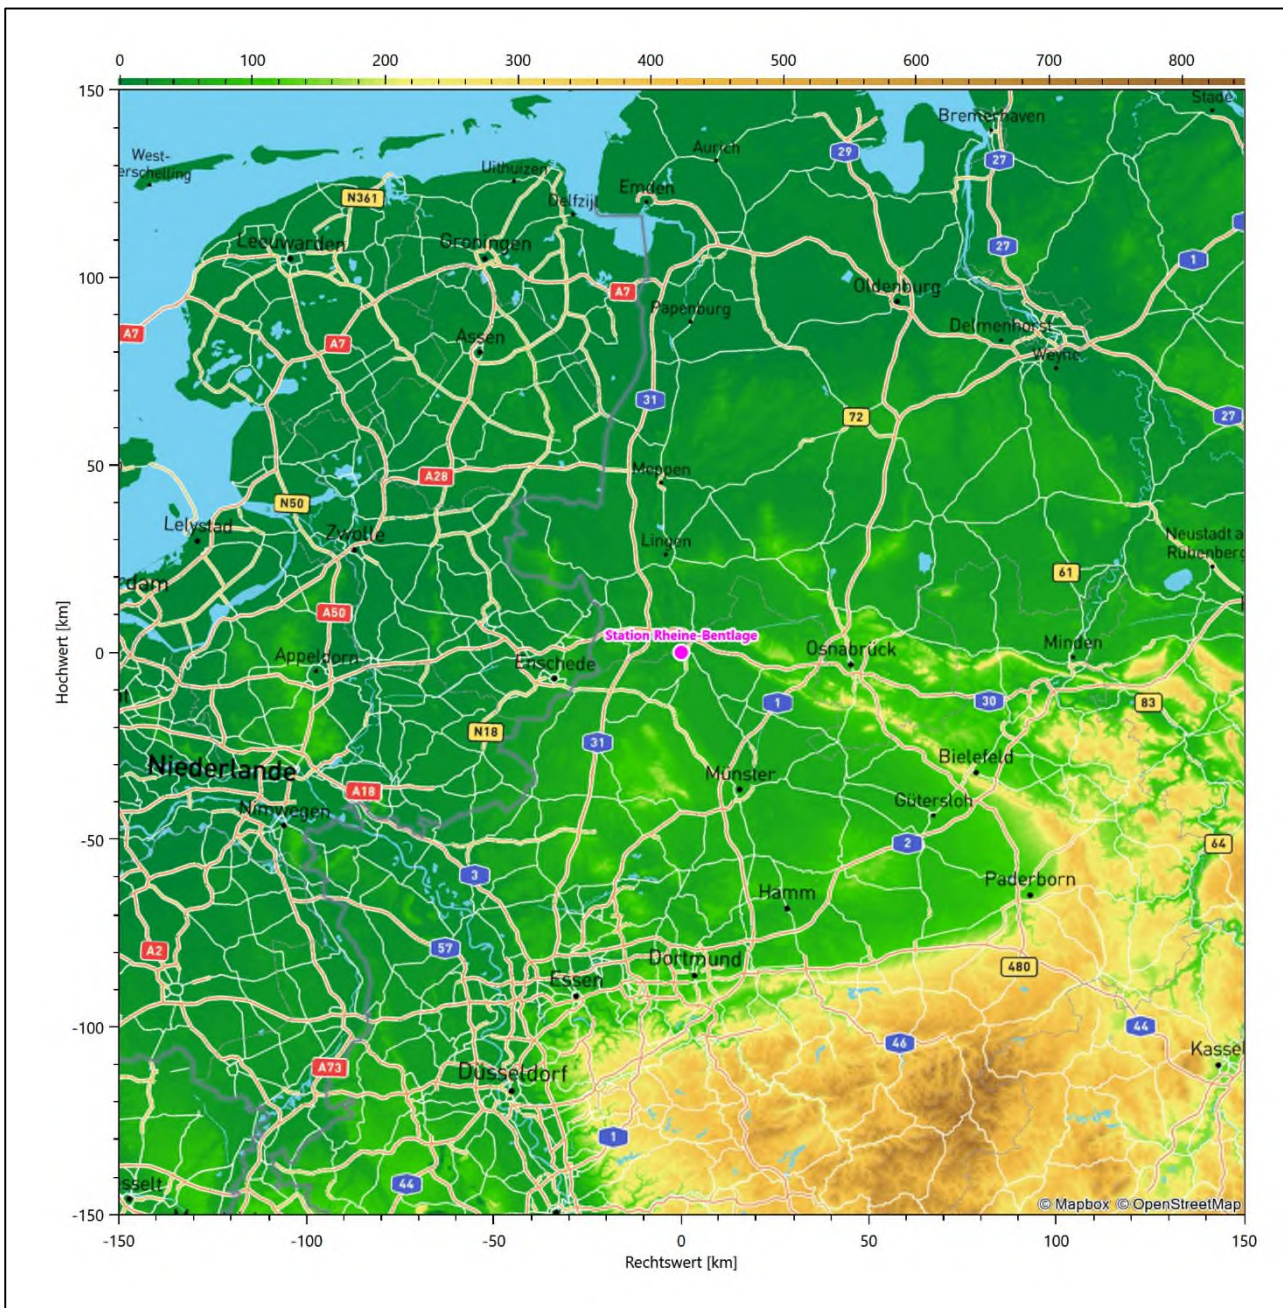 0 100 200 300 400 500 600 700 800
150
Stade
Bremerhaven
Aurich
29
27
West-
erschelling
Uithuizen
N361
Emden
Delfzijl
Leeuwarden
Groningen
27
1
100
A7
Oldenburg
Papenburg
Delmenhorst
A7
A7
Assen
Weyhe
31
72
27
50
Meppen
A28
N50
Lelystad
Zwolle
Lingen
Neustadt a
Rübenberg
61
dam
A50
Station Rheine-Bentlage
Minden
Osnabrück
Hochwert [km]
0
Appeldorn
Enschede
30
83
1
N18
31
Bielefeld
Niederlande
Münster
A18
Gütersloh
Nimwegen
-50
2
64
3
Paderborn
Hamm
57
A2
Dortmund
480
Essen
-100
44
46
Kassel
A73
Düsseldorf
1
44
sselt
-150
© Mapbox © OpenStreetMap
-150 -100 -50 0 50 100 150
Rechtswert [km]